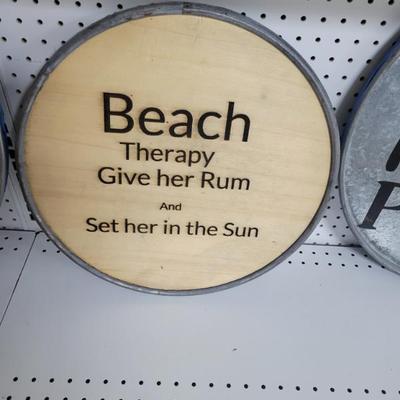 Beach
Therapy
Give her Rum
And
Set her in the Sun